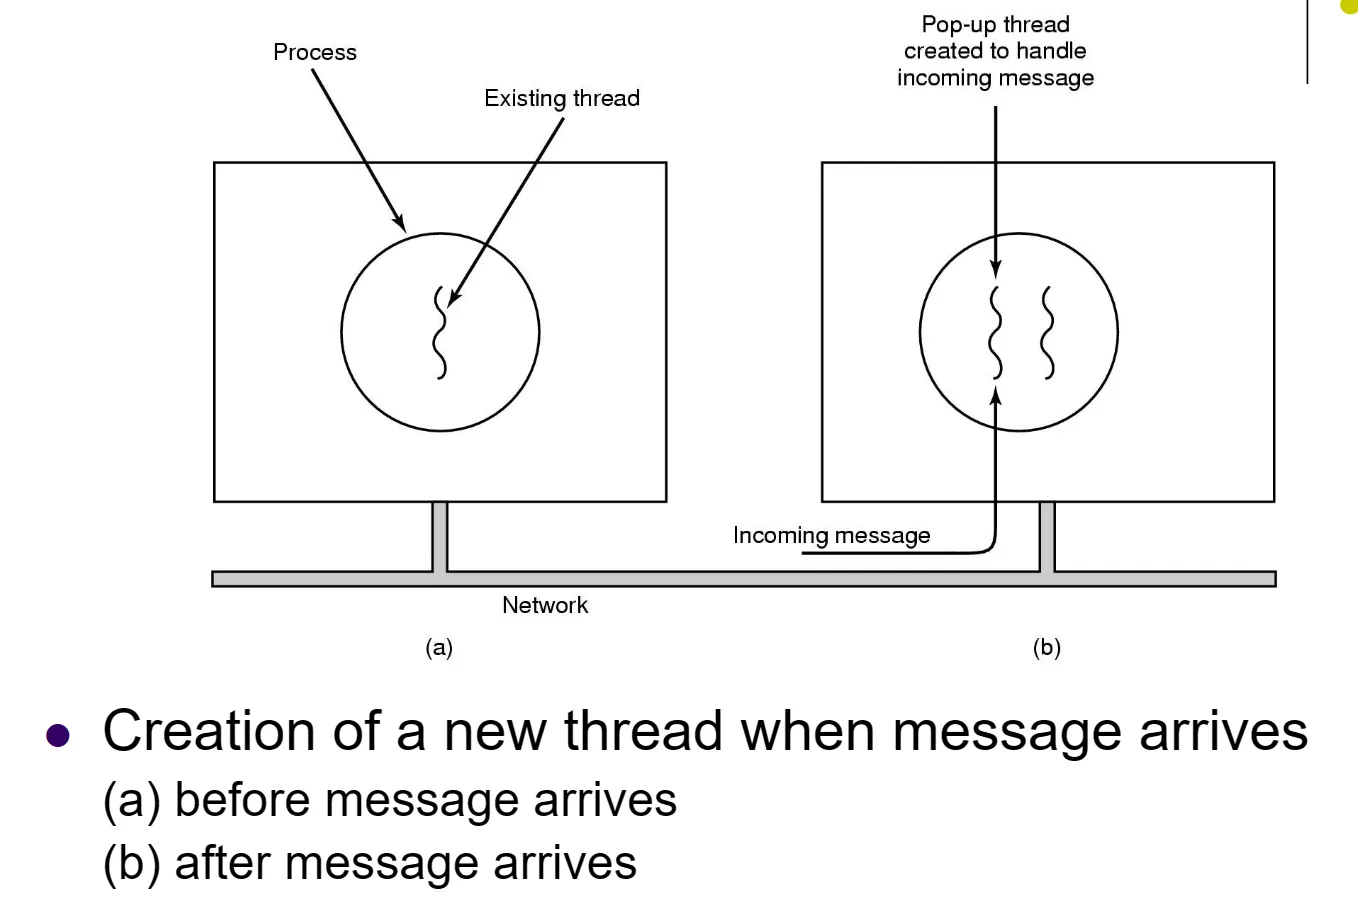 Process
Existing thread
Pop-up thread
created to handle
incoming message
Incoming message
Network
(a)
(b)
Creation of a new thread when message arrives
(a) before message arrives
(b) after message arrives